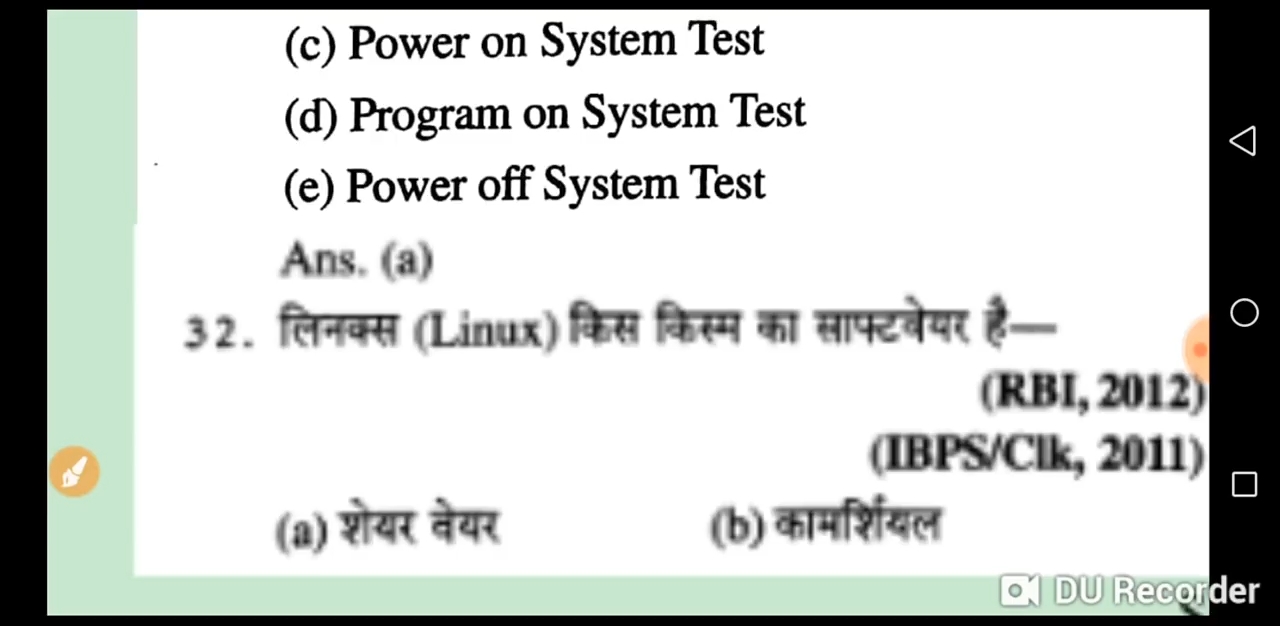 (c) Power on System Test
(d) Program on System Test
(e) Power off System Test
Ans. (a)
32. लिनक्स (Linux) किस किस्म का साफ्टवेयर है—
(RBI, 2012)
(IBPS/Clk, 2011)
(a) शेयर वेयर (b) कामर्शियल
DU Recorder